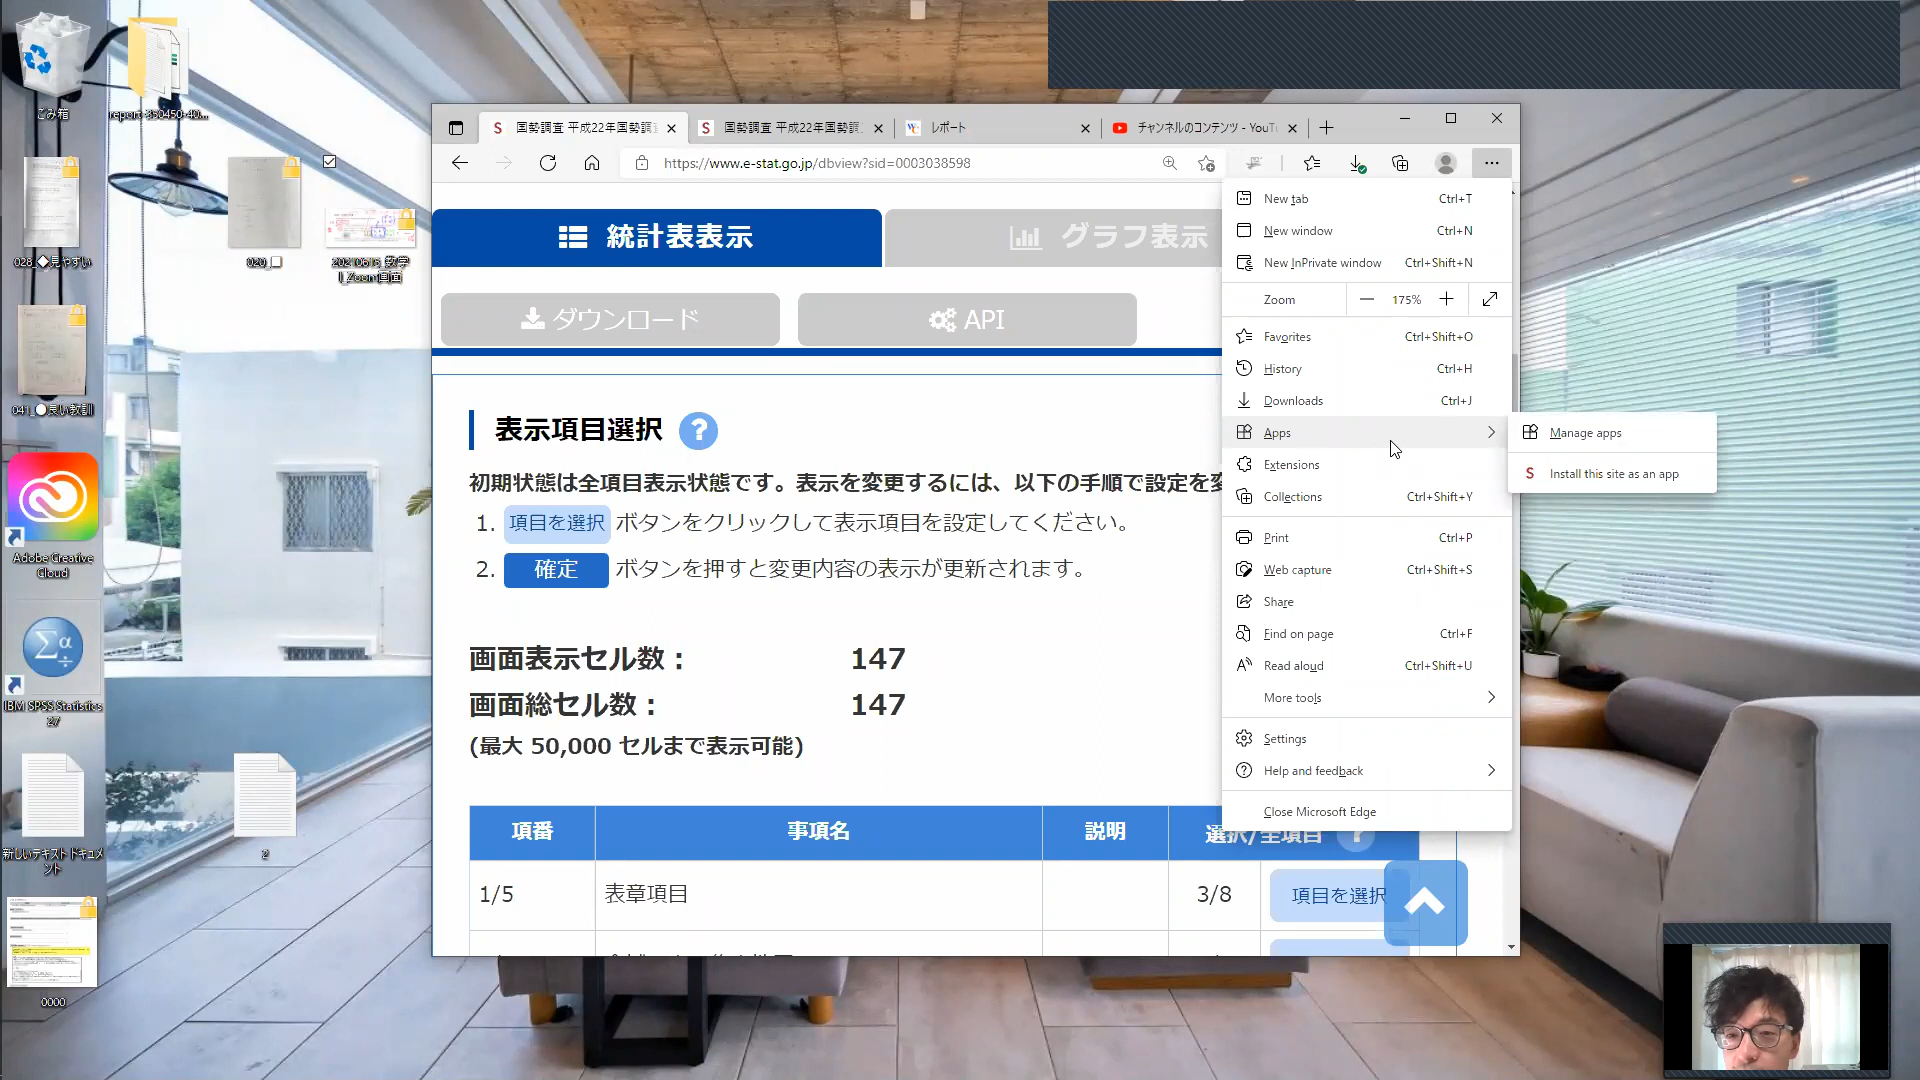 ごみ箱
report-350450-40...
028_◆見やすい
020_□
20210615 数学
I_Zoom画面
041_●良い教訓
Adobe Creative
Cloud
IBM SPSS Statistics
27
新しいテキスト ドキュメ
ント
2
0000
国勢調査 平成22年国勢調査
国勢調査 平成22年国勢調
レポート
チャンネルのコンテンツ - YouTu
https://www.e-stat.go.jp/dbview?sid=0003038598
統計表表示
グラフ表示
ダウンロード
API
表示項目選択 ?
初期状態は全項目表示状態です。表示を変更するには、以下の手順で設定を変
1. 項目を選択 ボタンをクリックして表示項目を設定してください。
2. 確定 ボタンを押すと変更内容の表示が更新されます。
画面表示セル数： 147
画面総セル数： 147
(最大 50,000 セルまで表示可能)
項番 事項名 説明 選択/全項目 ?
1/5 表章項目 3/8 項目を選択
New tab Ctrl+T
New window Ctrl+N
New InPrivate window Ctrl+Shift+N
Zoom — 175% +
Favorites Ctrl+Shift+O
History Ctrl+H
Downloads Ctrl+J
Apps
Extensions
Collections Ctrl+Shift+Y
Print Ctrl+P
Web capture Ctrl+Shift+S
Share
Find on page Ctrl+F
Read aloud Ctrl+Shift+U
More tools
Settings
Help and feedback
Close Microsoft Edge
Manage apps
Install this site as an app